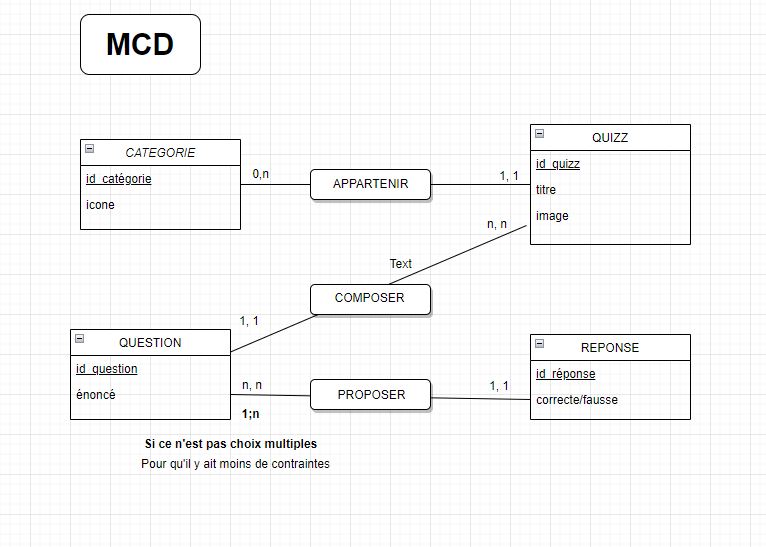 MCD
CATEGORIE
id_catégorie
icone
0,n
APPARTENIR
1, 1
QUIZZ
id_quizz
titre
image
n, n
Text
COMPOSER
1, 1
QUESTION
id_question
énoncé
n, n
1;n
PROPOSER
1, 1
REPONSE
id_réponse
correcte/fausse
Si ce n'est pas choix multiples
Pour qu'il y ait moins de contraintes